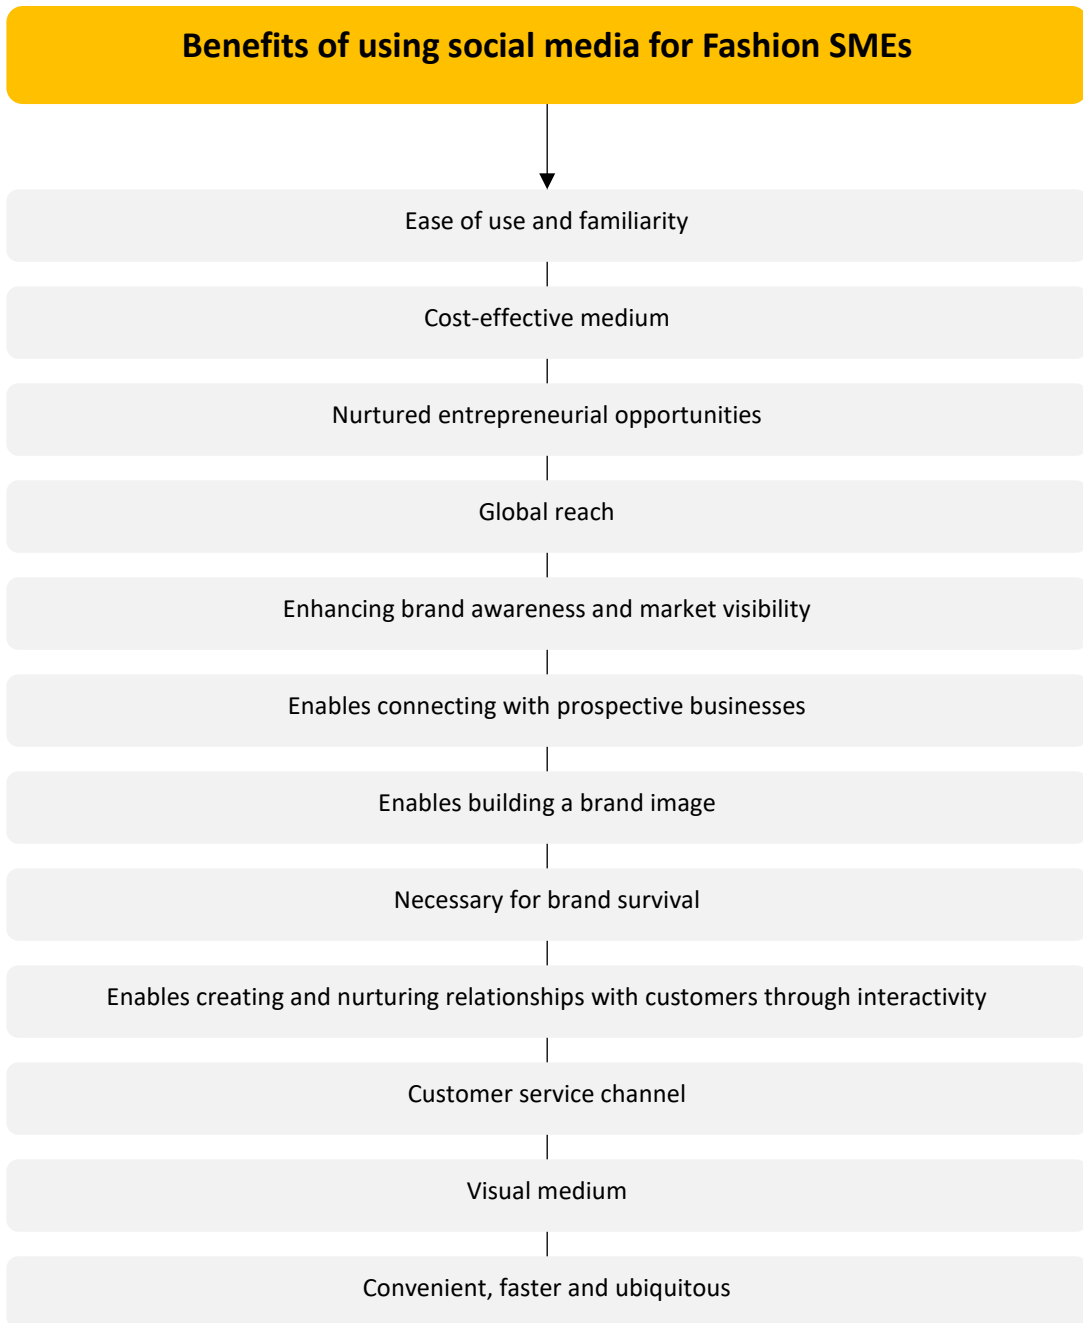 Benefits of using social media for Fashion SMEs
Ease of use and familiarity
Cost-effective medium
Nurtured entrepreneurial opportunities
Global reach
Enhancing brand awareness and market visibility
Enables connecting with prospective businesses
Enables building a brand image
Necessary for brand survival
Enables creating and nurturing relationships with customers through interactivity
Customer service channel
Visual medium
Convenient, faster and ubiquitous